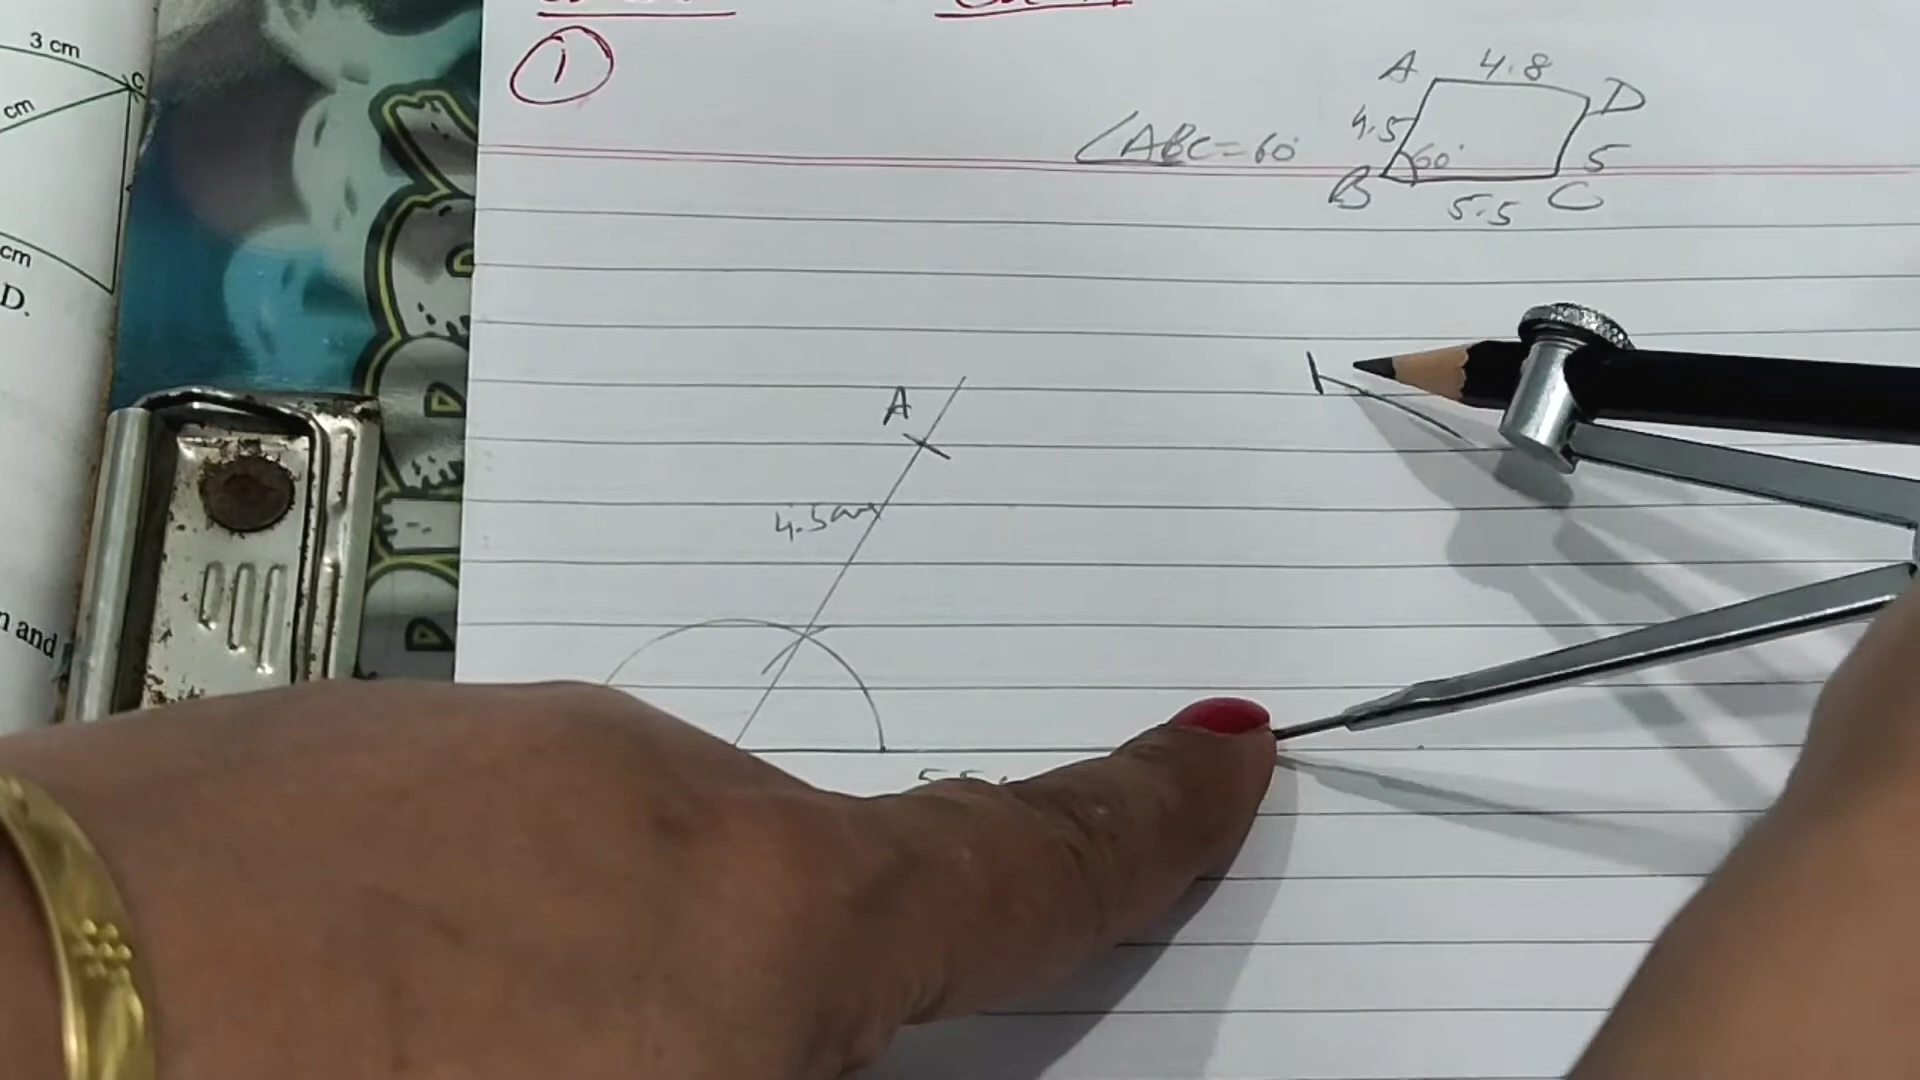 3 cm
C
cm
cm
D.
n and
1
A 4.8 D
4.5
∠ABC=60°
60°
5
B 5.5 C
A
4.5cm